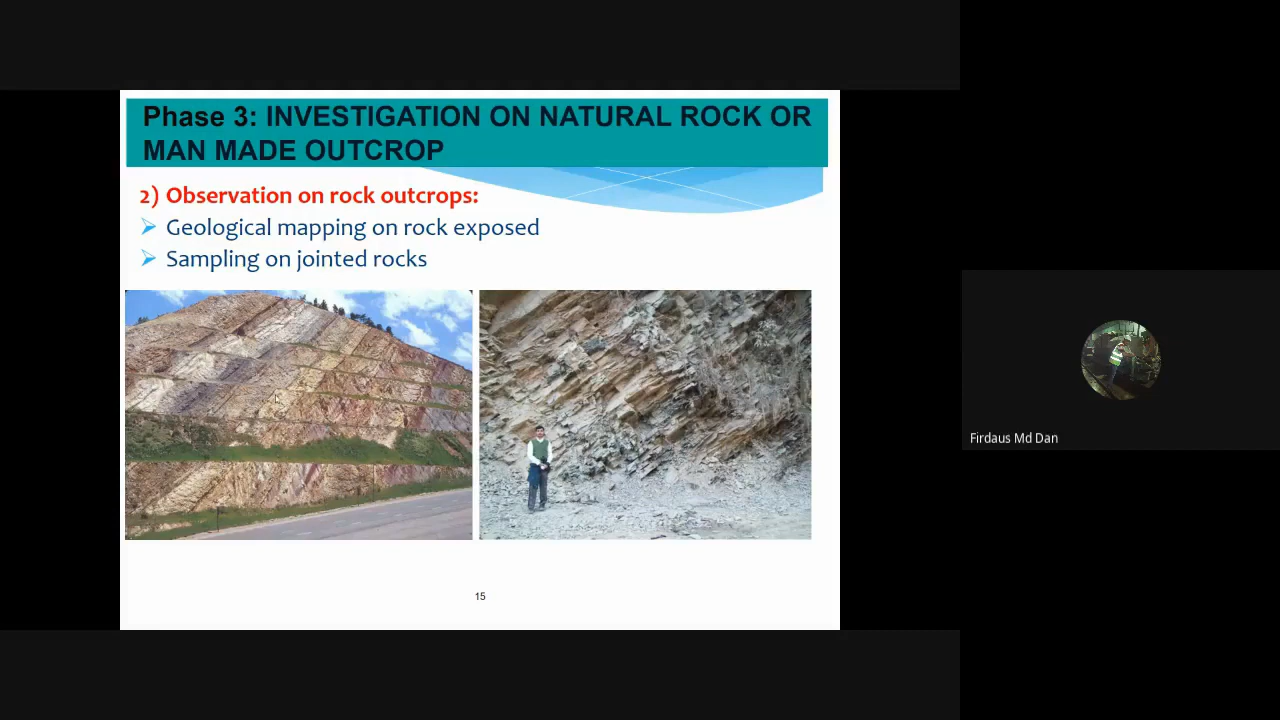 Phase 3: INVESTIGATION ON NATURAL ROCK OR
MAN MADE OUTCROP
2) Observation on rock outcrops:
Geological mapping on rock exposed
Sampling on jointed rocks
15
Firdaus Md Dan